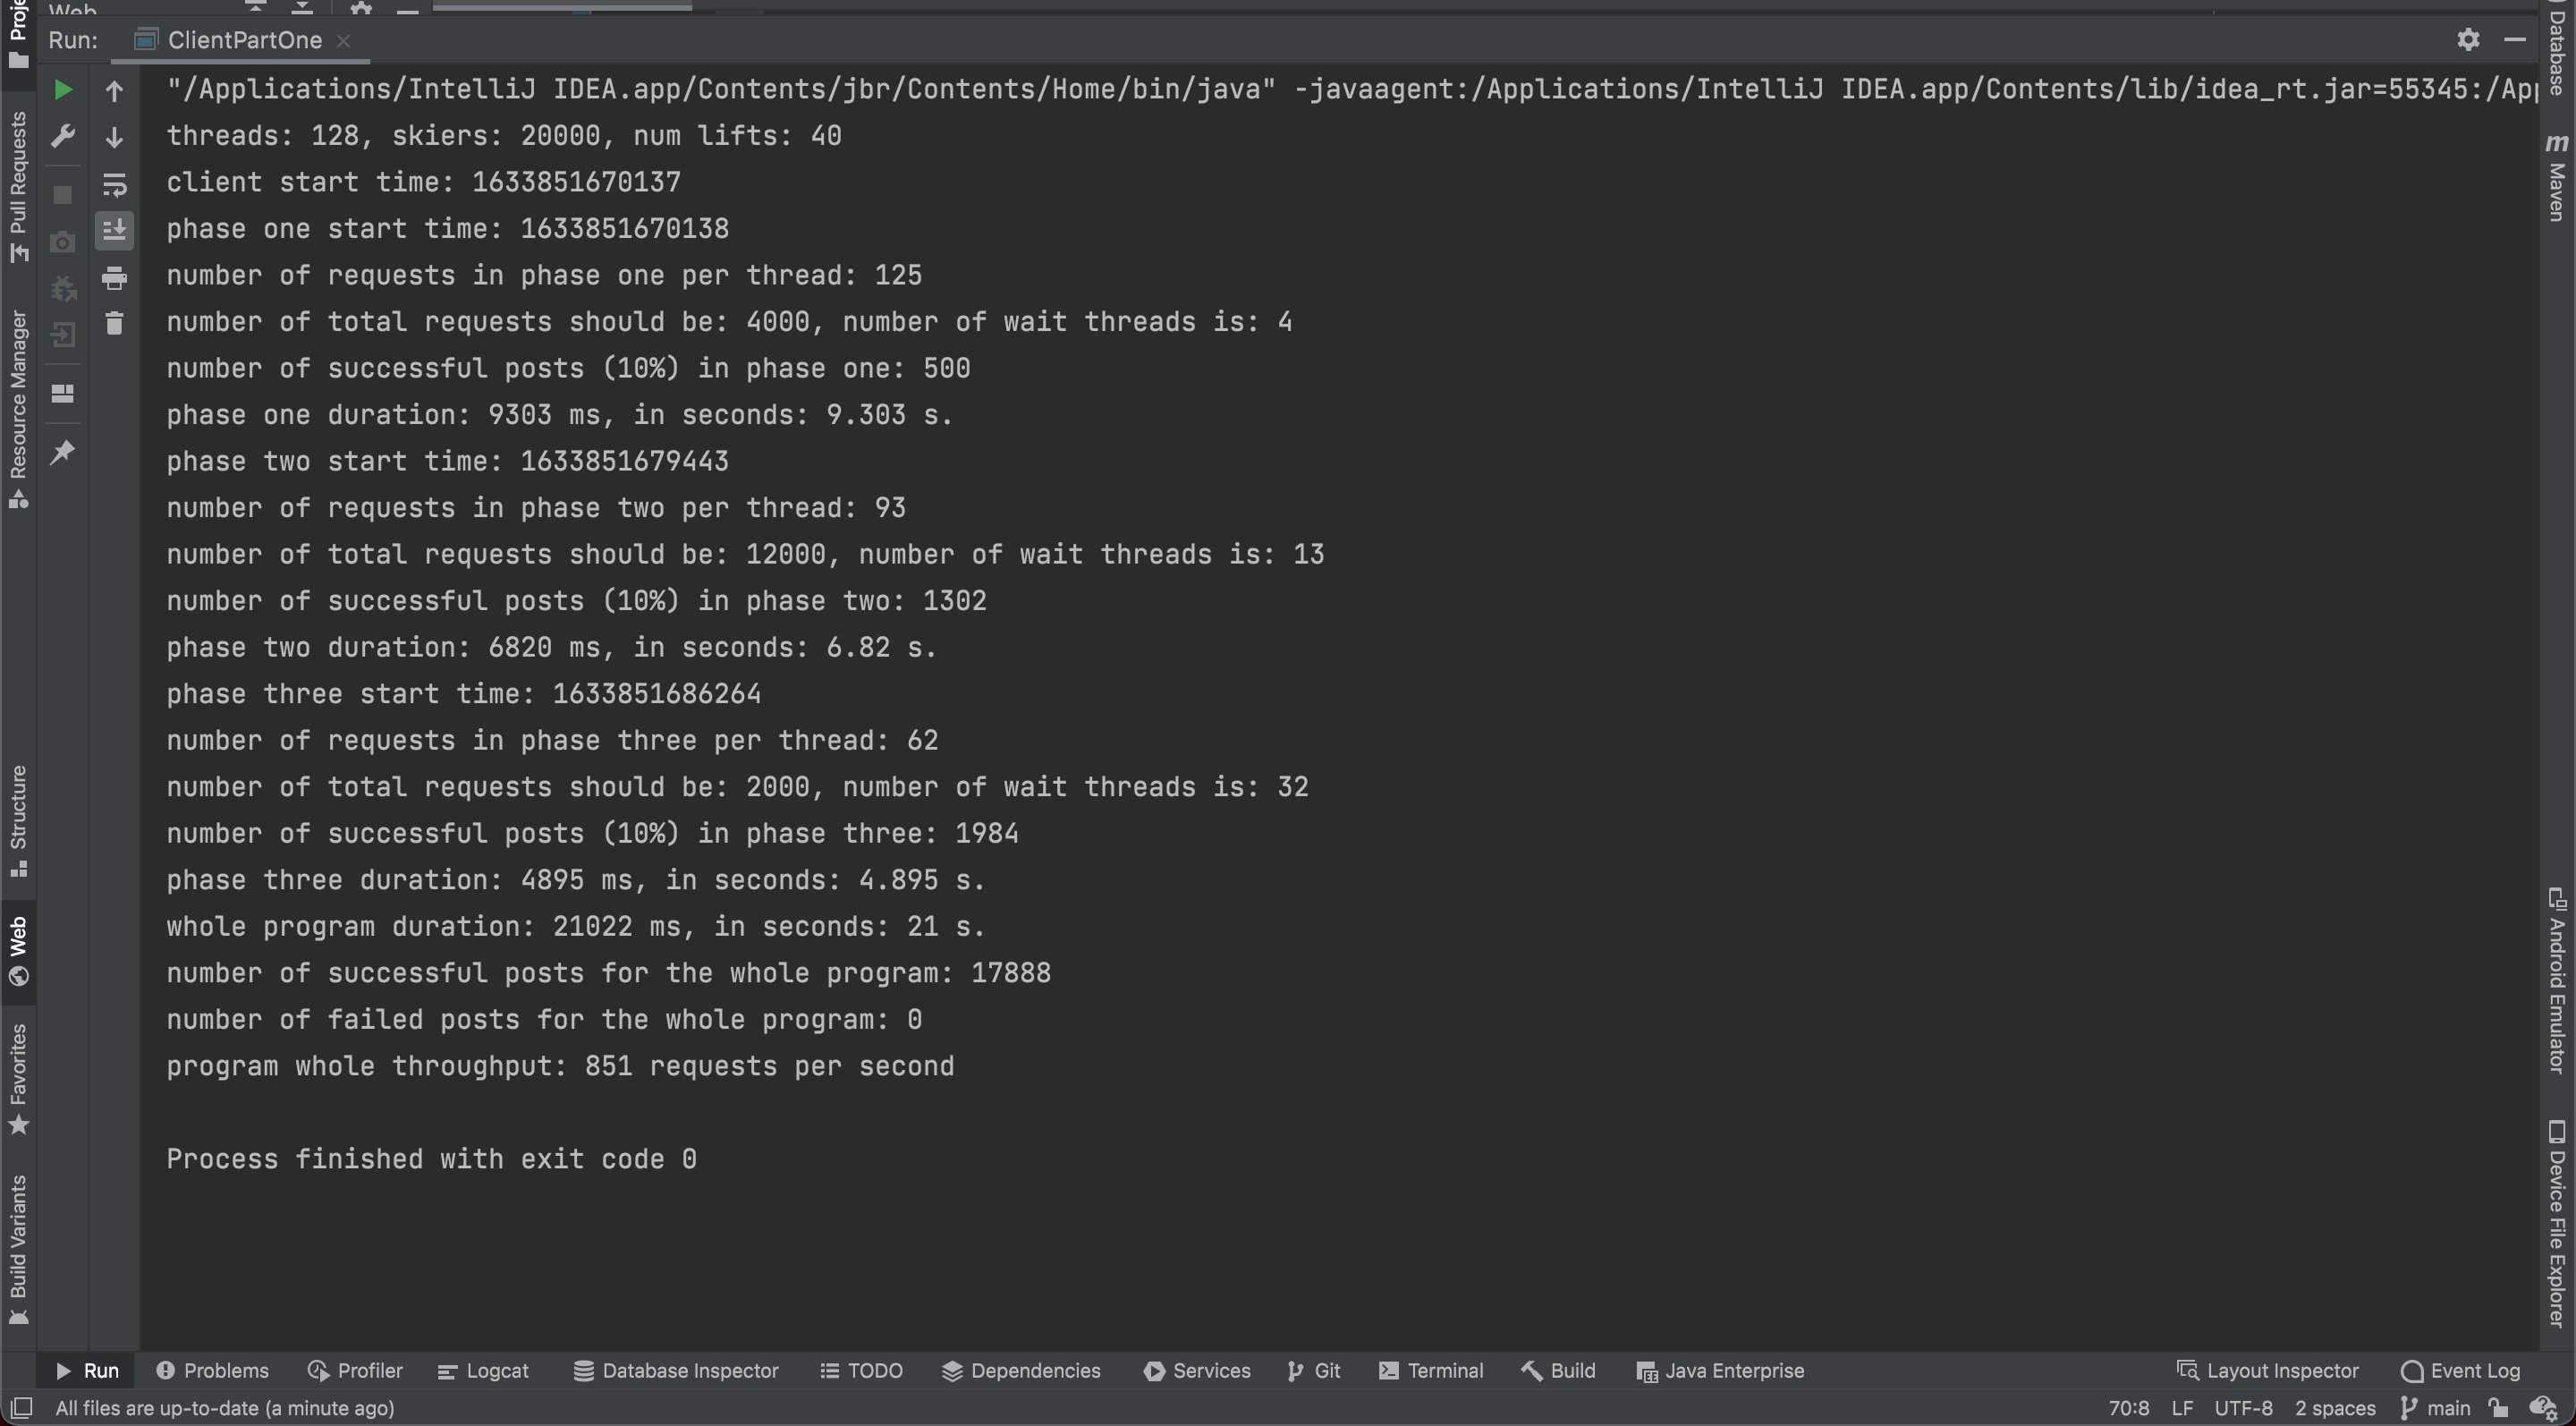 Web
Run: ClientPartOne
"/Applications/IntelliJ IDEA.app/Contents/jbr/Contents/Home/bin/java" -javaagent:/Applications/IntelliJ IDEA.app/Contents/lib/idea_rt.jar=55345:/App
threads: 128, skiers: 20000, num lifts: 40
client start time: 1633851670137
phase one start time: 1633851670138
number of requests in phase one per thread: 125
number of total requests should be: 4000, number of wait threads is: 4
number of successful posts (10%) in phase one: 500
phase one duration: 9303 ms, in seconds: 9.303 s.
phase two start time: 1633851679443
number of requests in phase two per thread: 93
number of total requests should be: 12000, number of wait threads is: 13
number of successful posts (10%) in phase two: 1302
phase two duration: 6820 ms, in seconds: 6.82 s.
phase three start time: 1633851686264
number of requests in phase three per thread: 62
number of total requests should be: 2000, number of wait threads is: 32
number of successful posts (10%) in phase three: 1984
phase three duration: 4895 ms, in seconds: 4.895 s.
whole program duration: 21022 ms, in seconds: 21 s.
number of successful posts for the whole program: 17888
number of failed posts for the whole program: 0
program whole throughput: 851 requests per second
Process finished with exit code 0
Proje
Pull Requests
Resource Manager
Structure
Web
Favorites
Build Variants
Database
m Maven
Android Emulator
Device File Explorer
Run Problems Profiler Logcat Database Inspector TODO Dependencies Services Git Terminal Build Java Enterprise Layout Inspector Event Log
All files are up-to-date (a minute ago) 70:8 LF UTF-8 2 spaces main